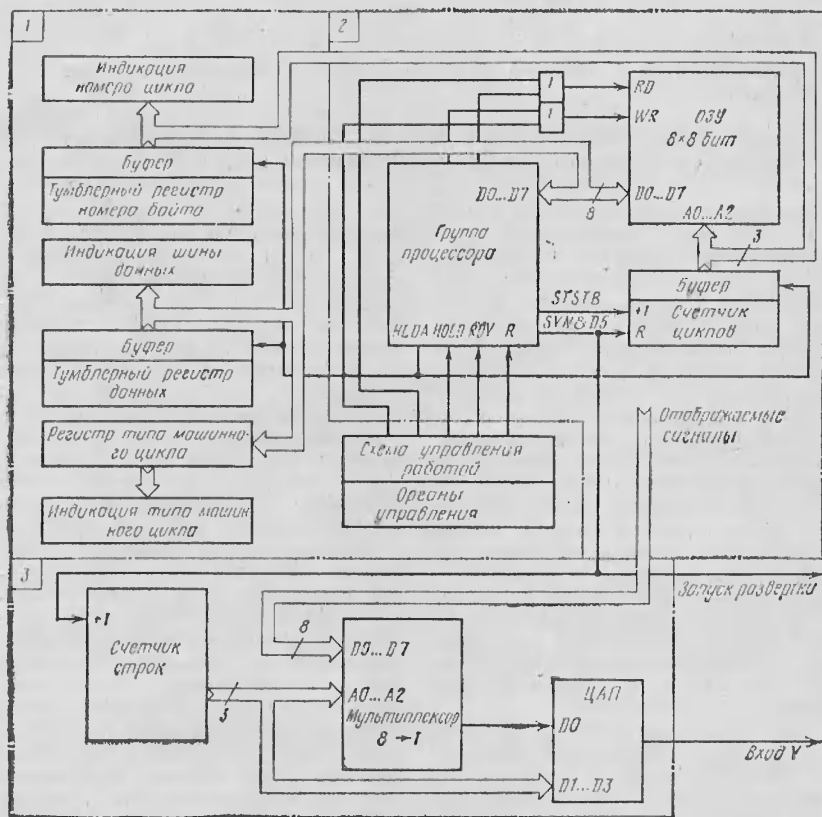 1
2
Индикация
номера цикла
Буфер
Тумблерный регистр
номера байта
Индикация шины
данных
Буфер
Тумблерный регистр
данных
Регистр типа машинно-
го цикла
Индикация типа машин
ного цикла
1
1
RD
WR
ОЗУ
8×8 бит
D0...D7
A0...A2
D0...D7
8
Группа
процессора
HLDA HOLD RDY R
STSTB
SYN&D5
3
Буфер
+1
Счетчик
циклов
R
Схема управления
работой
Органы
управления
Отображаемые
сигналы
3
Запуск развертки
+1
Счетчик
строк
8
D0...D7
A0...A2
Мультиплексор
8→1
3
ЦАП
D0
D1...D3
Вход Y